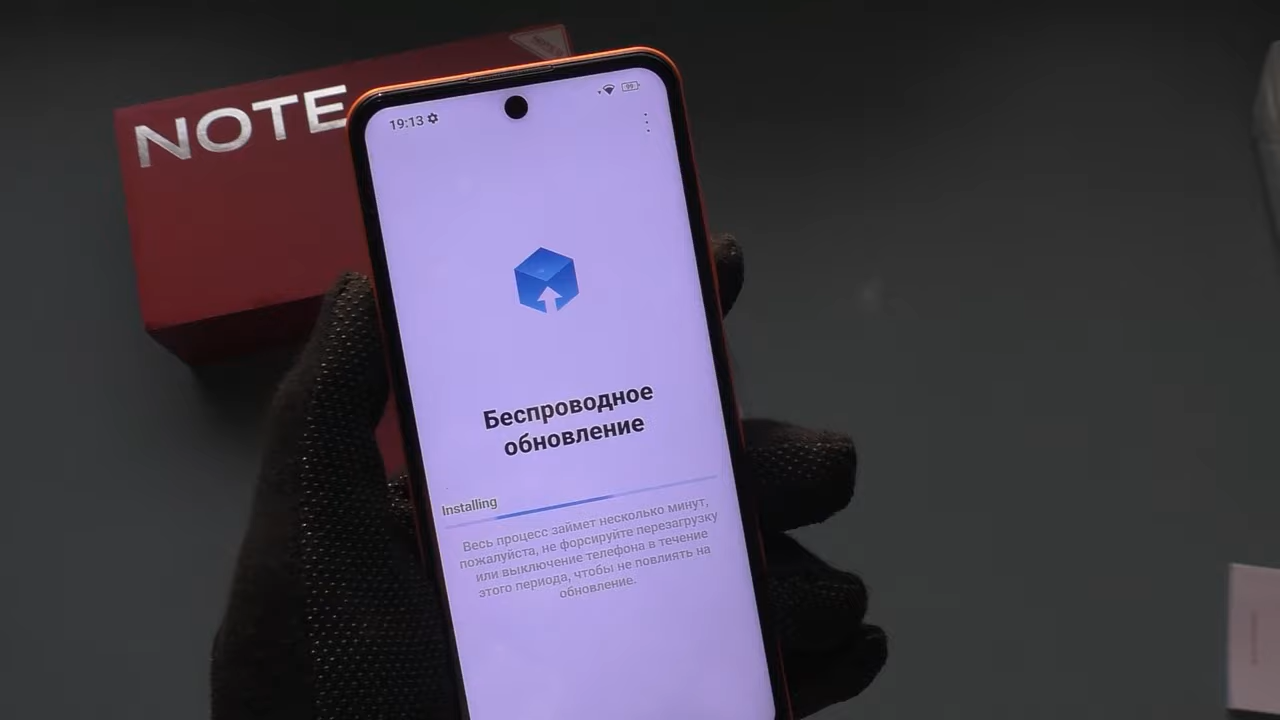 NOTE
19:13
99
Беспроводное
обновление
Installing
Весь процесс займет несколько минут,
пожалуйста, не форсируйте перезагрузку
или выключение телефона в течение
этого периода, чтобы не повлиять на
обновление.